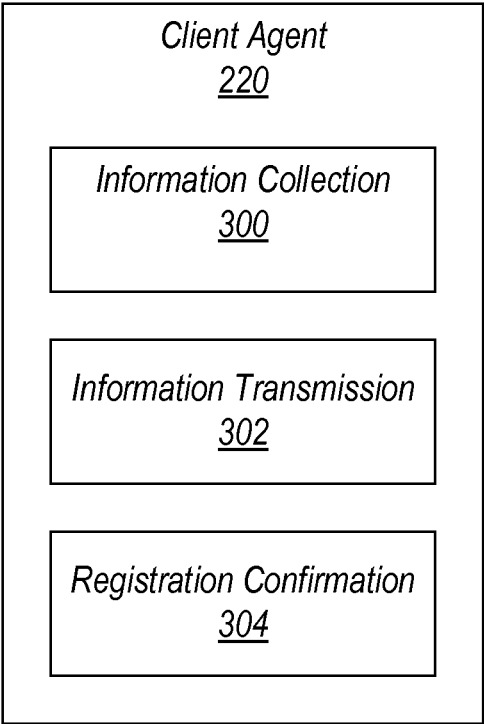 Client Agent
220
Information Collection
300
Information Transmission
302
Registration Confirmation
304